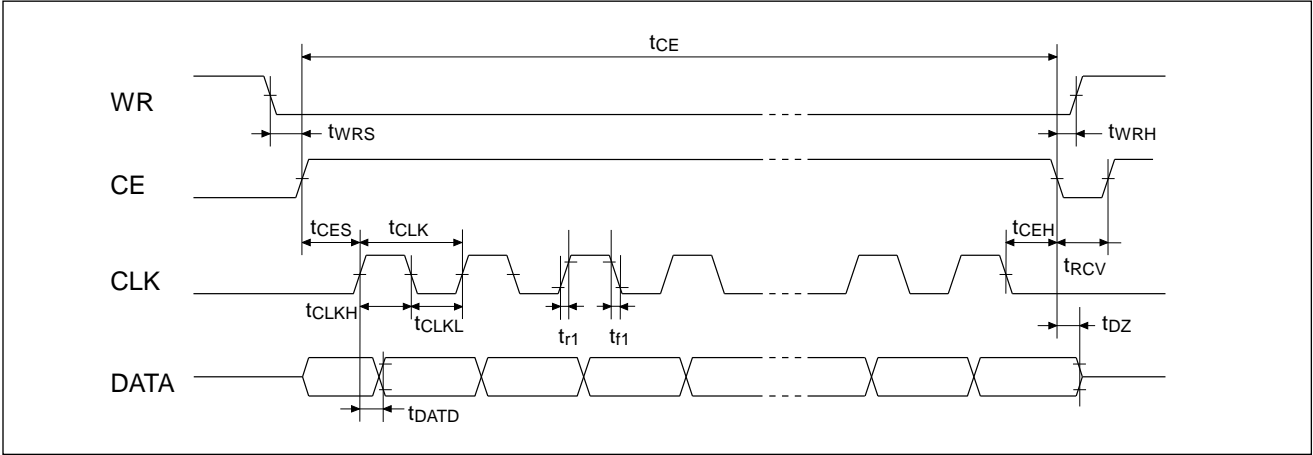 tCE
WR
tWRS
tWRH
CE
tCES
tCLK
tCEH
CLK
tRCV
tCLKH
tCLKL
tr1
tf1
tDZ
DATA
tDATD